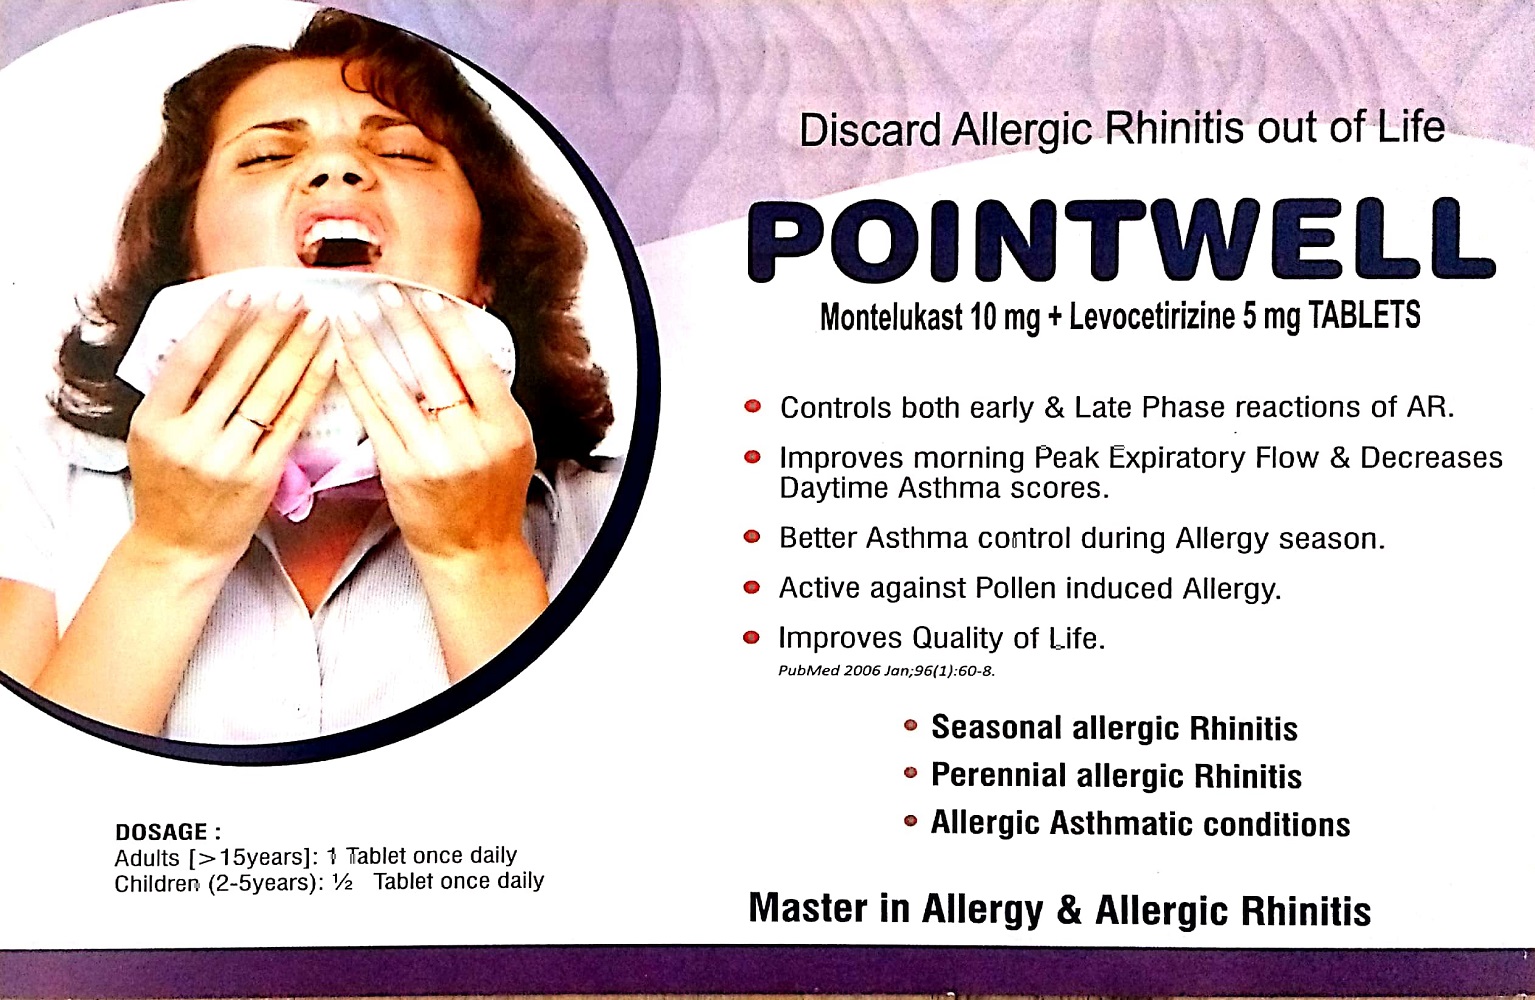 Discard Allergic Rhinitis out of Life
POINTWELL
Montelukast 10 mg + Levocetirizine 5 mg TABLETS
• Controls both early & Late Phase reactions of AR.
• Improves morning Peak Expiratory Flow & Decreases
Daytime Asthma scores.
• Better Asthma control during Allergy season.
• Active against Pollen induced Allergy.
• Improves Quality of Life.
PubMed 2006 Jan;96(1):60-8.
• Seasonal allergic Rhinitis
• Perennial allergic Rhinitis
• Allergic Asthmatic conditions
DOSAGE :
Adults [>15years]: 1 Tablet once daily
Children (2-5years): ½ Tablet once daily
Master in Allergy & Allergic Rhinitis